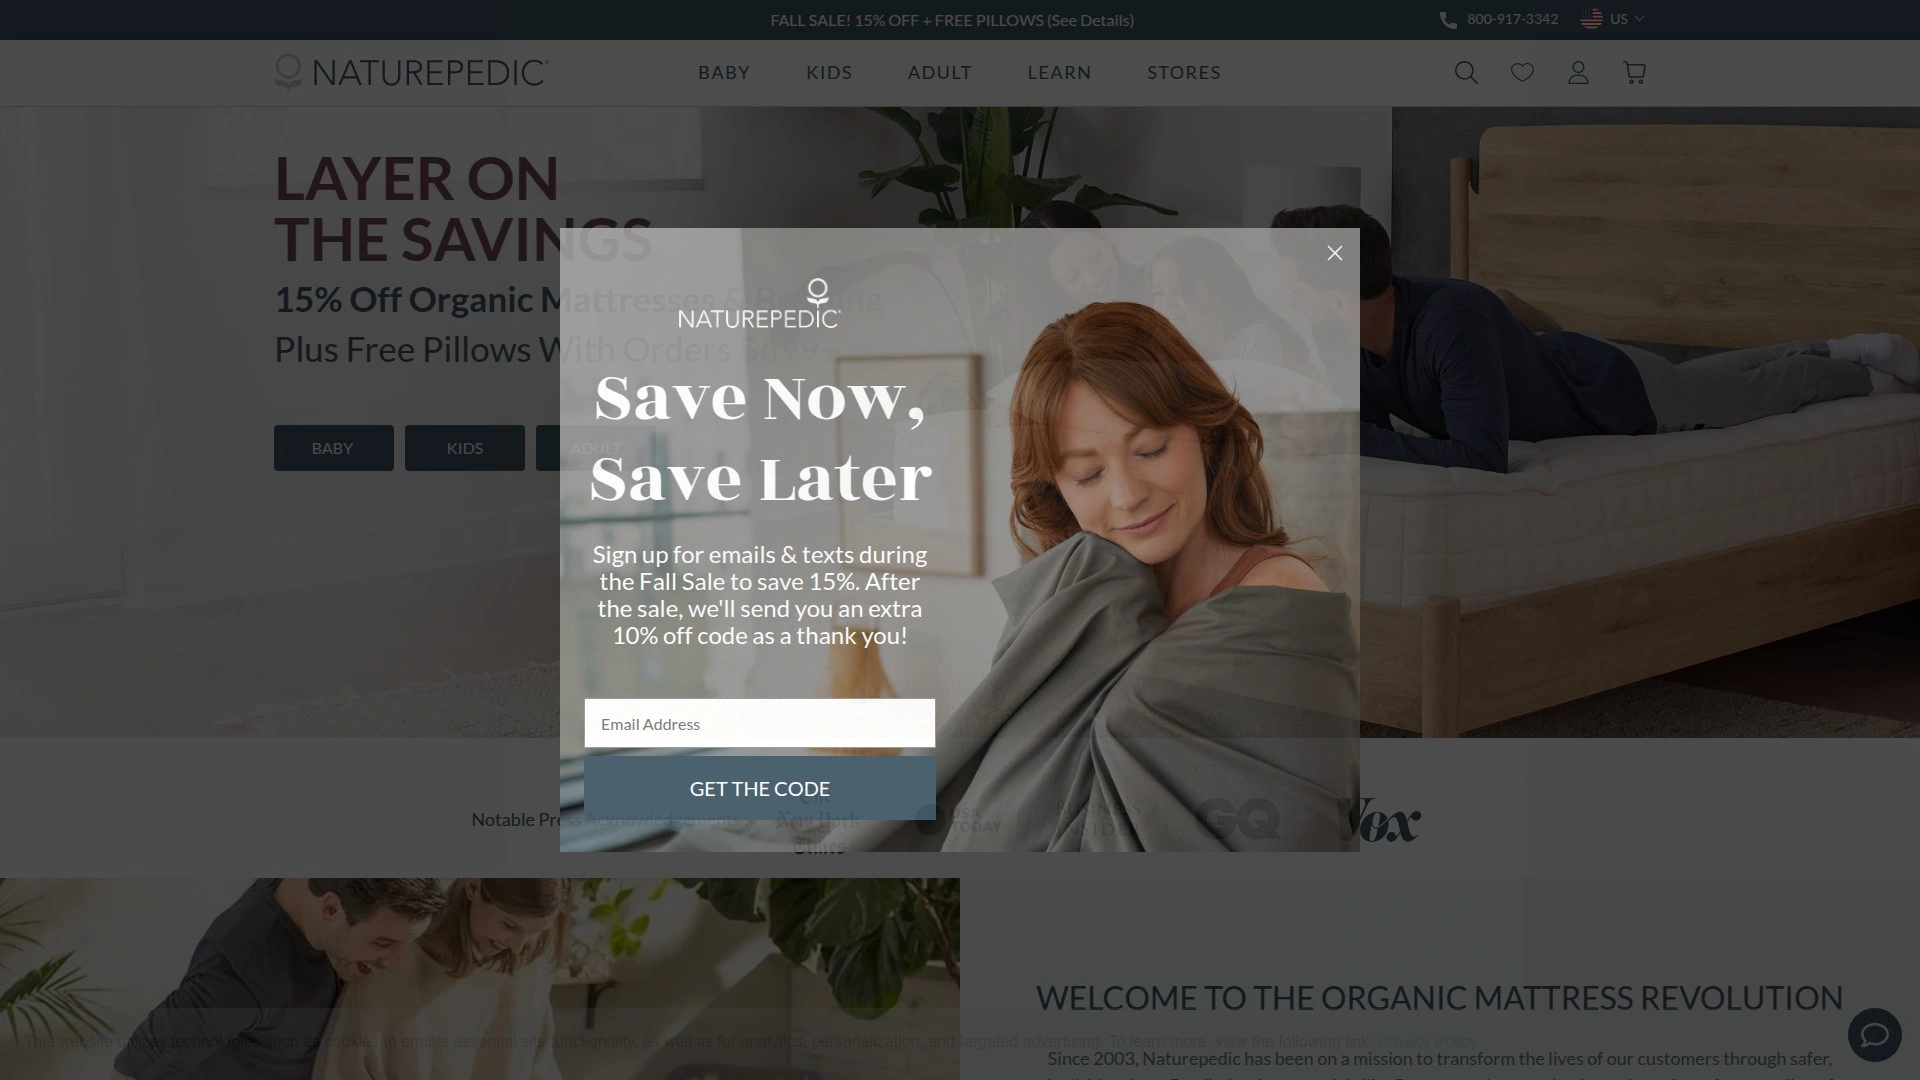 FALL SALE! 15% OFF + FREE PILLOWS (See Details)
800-917-3342
US
NATUREPEDIC
BABY
KIDS
ADULT
LEARN
STORES
LAYER ON
THE SAVINGS
15% Off Organic Mattresses & Bedding
Plus Free Pillows With Orders $699+
BABY
KIDS
ADULT
NATUREPEDIC
Save Now,
Save Later
Sign up for emails & texts during
the Fall Sale to save 15%. After
the sale, we'll send you an extra
10% off code as a thank you!
Email Address
GET THE CODE
Notable Press Acknowledgements
The
New York
Times
USA
TODAY
BUSINESS
INSIDER
GQ
Vox
WELCOME TO THE ORGANIC MATTRESS REVOLUTION
This website utilizes technologies such as cookies to enable essential site functionality, as well as for analytics, personalization, and targeted advertising. To learn more, view the following link: Privacy Policy
Since 2003, Naturepedic has been on a mission to transform the lives of our customers through safer,